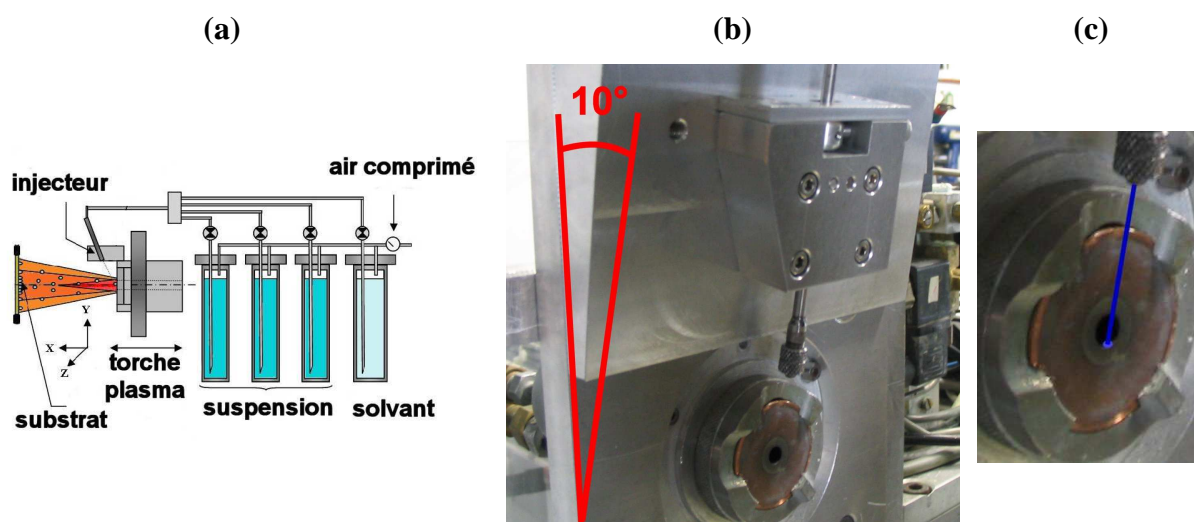 (a)
(b)
(c)
10°
injecteur
air comprimé
Y
X
Z
torche
plasma
substrat
suspension
solvant